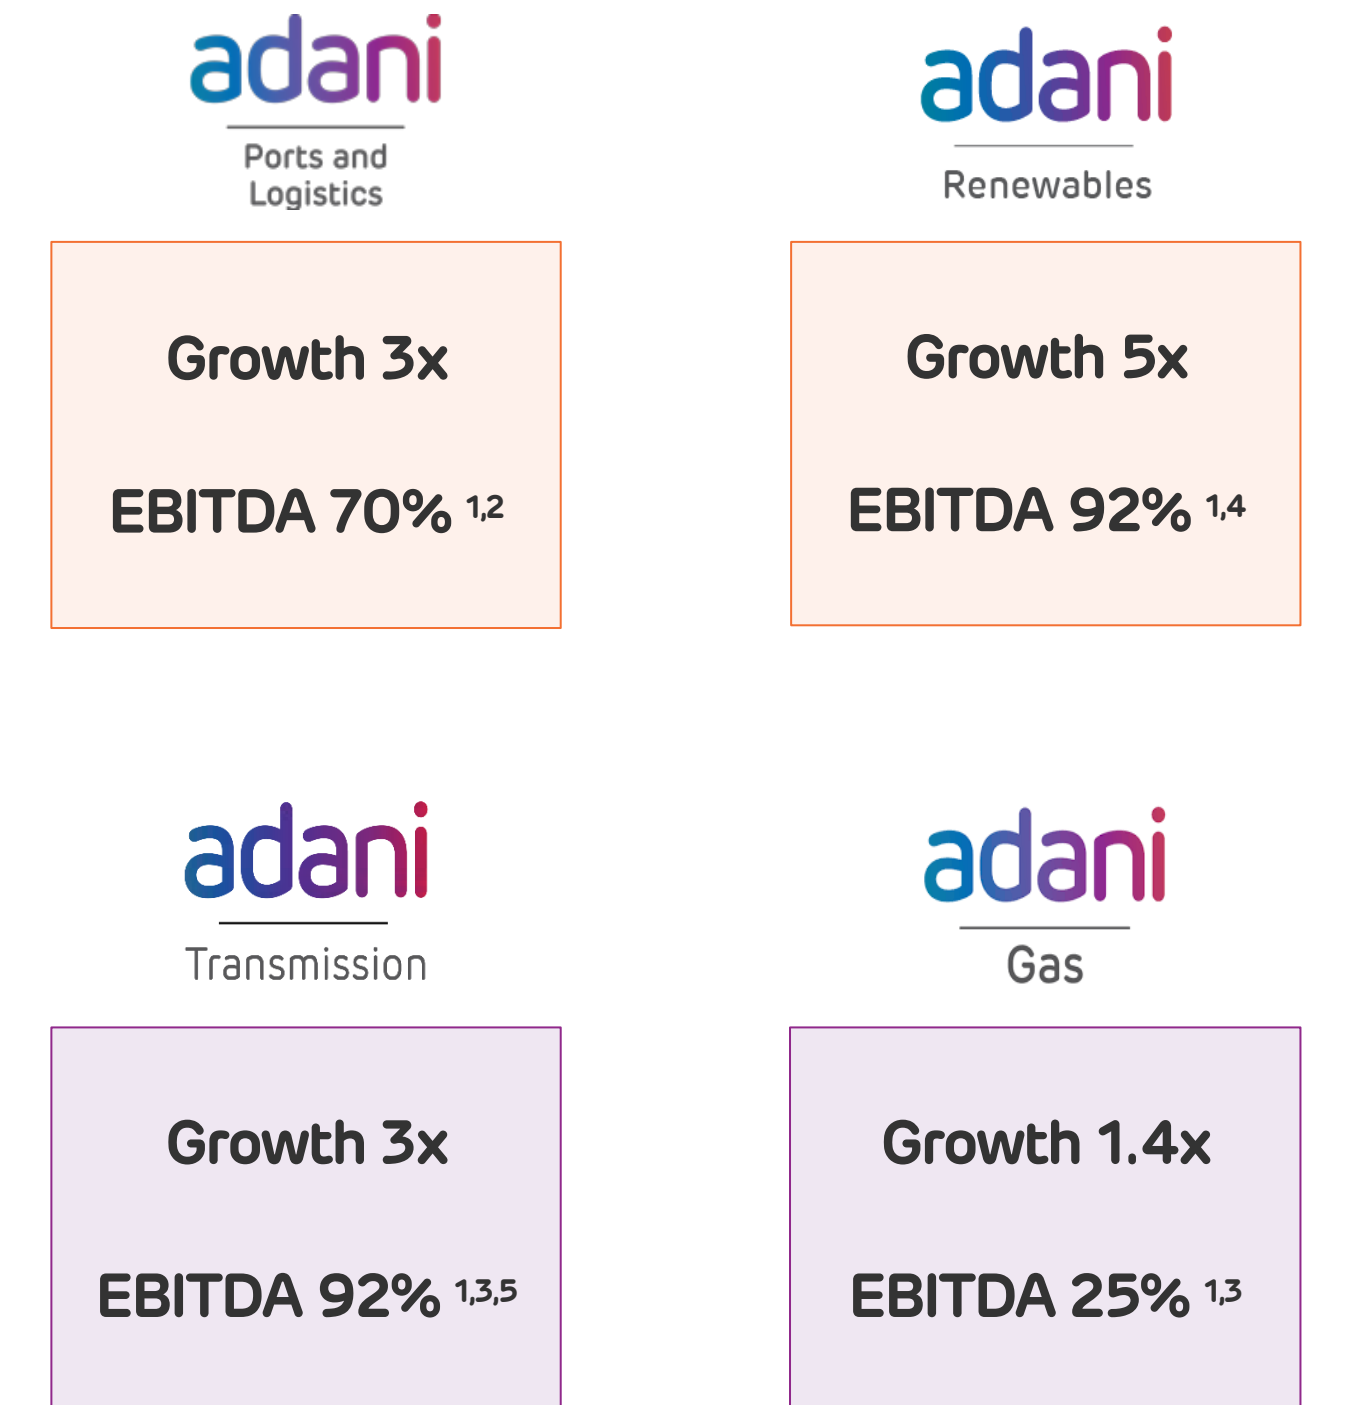 adani
Ports and
Logistics
Growth 3x
EBITDA 70% 1,2
adani
Renewables
Growth 5x
EBITDA 92% 1,4
adani
Transmission
Growth 3x
EBITDA 92% 1,3,5
adani
Gas
Growth 1.4x
EBITDA 25% 1,3